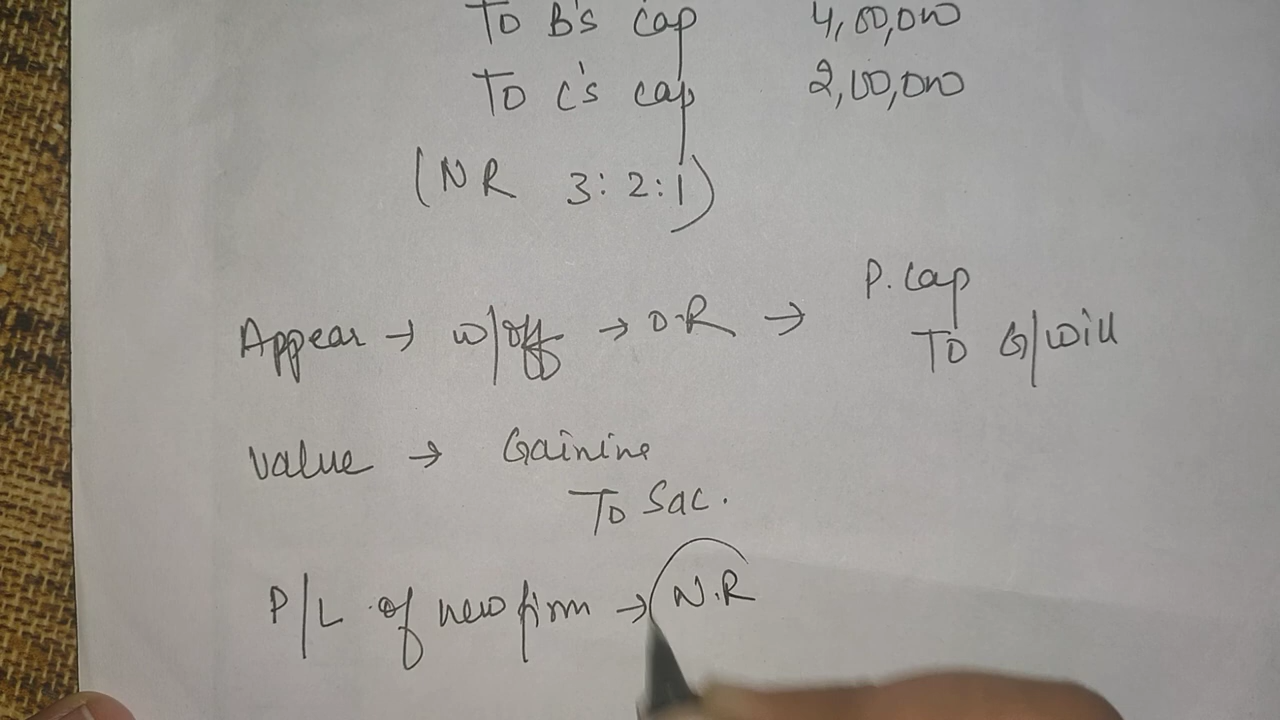 To B's cap 4,00,000
To C's cap 2,00,000
(NR 3:2:1)
Appear → w/off → O.R → P. Cap
To G/will
Value → Gaining
To Sac.
P/L of new firm → N.R